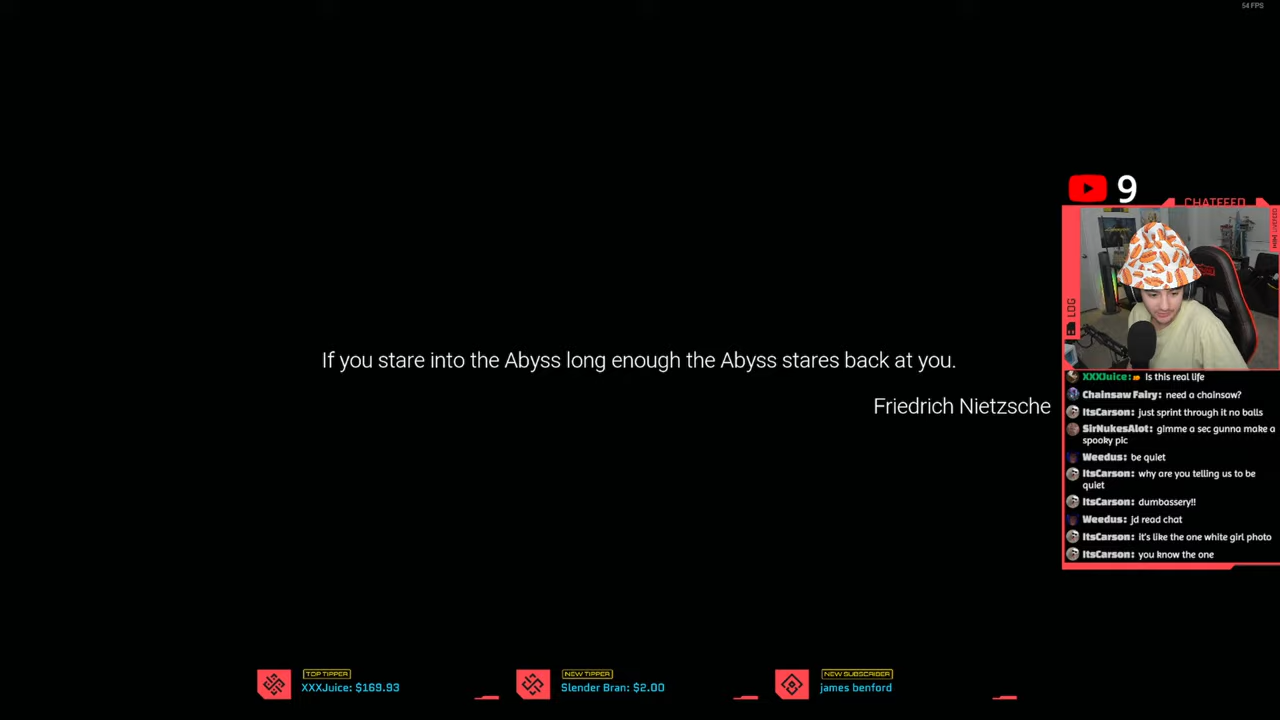 54 FPS
9
CHATFEED
LOG
If you stare into the Abyss long enough the Abyss stares back at you.
Friedrich Nietzsche
XXXJuice: Is this real life
Chainsaw Fairy: need a chainsaw?
ItsCarson: just sprint through it no balls
SirNukesAlot: gimme a sec gunna make a
spooky pic
Weedus: be quiet
ItsCarson: why are you telling us to be
quiet
ItsCarson: dumbassery!!
Weedus: jd read chat
ItsCarson: it's like the one white girl photo
ItsCarson: you know the one
TOP TIPPER
XXXJuice: $169.93
NEW TIPPER
Slender Bran: $2.00
NEW SUBSCRIBER
james benford